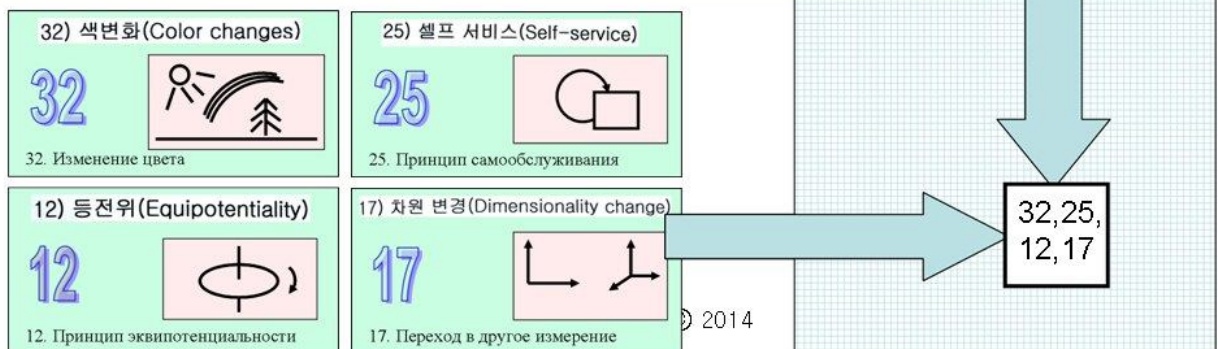 32) 색변화(Color changes)
32
32. Изменение цвета
25) 셀프 서비스(Self-service)
25
25. Принцип самообслуживания
12) 등전위(Equipotentiality)
12
12. Принцип эквипотенциальности
17) 차원 변경(Dimensionality change)
17
17. Переход в другое измерение
© 2014
32,25,
12,17